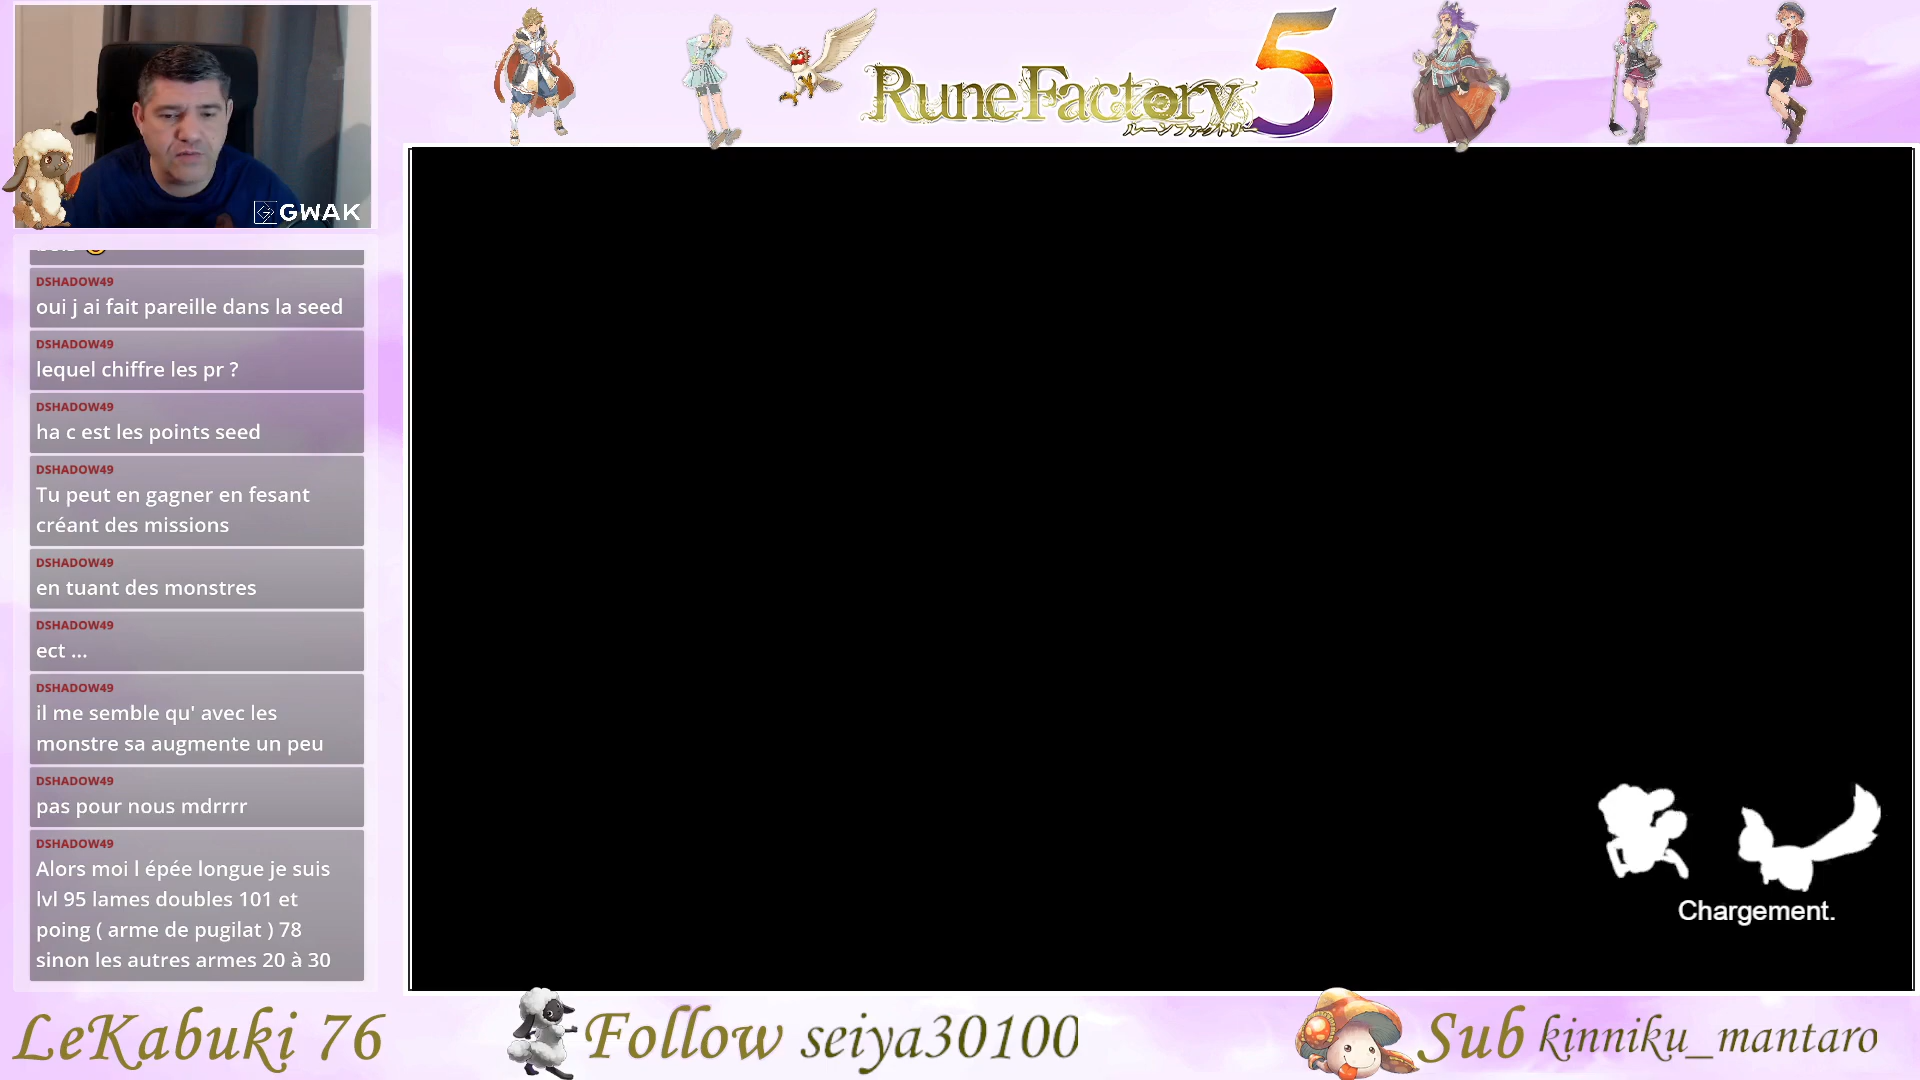 RuneFactory 5
ルーンファクトリー
GWAK
DSHADOW49
oui j ai fait pareille dans la seed
DSHADOW49
lequel chiffre les pr ?
DSHADOW49
ha c est les points seed
DSHADOW49
Tu peut en gagner en fesant
créant des missions
DSHADOW49
en tuant des monstres
DSHADOW49
ect ...
DSHADOW49
il me semble qu' avec les
monstre sa augmente un peu
DSHADOW49
pas pour nous mdrrrr
DSHADOW49
Alors moi l épée longue je suis
lvl 95 lames doubles 101 et
poing ( arme de pugilat ) 78
sinon les autres armes 20 à 30
Chargement.
LeKabuki 76
Follow seiya30100
Sub kinniku_mantaro